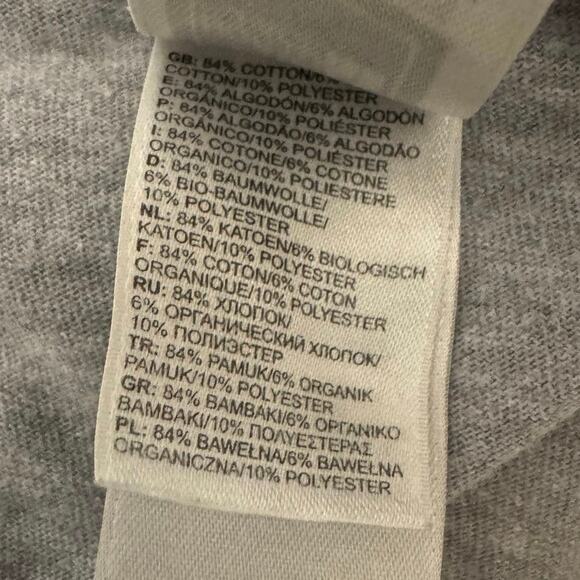 GB: 84% COTTON/6%
COTTON/10% POLYESTER
E: 84% ALGODÓN/6% ALGODÓN
ORGÁNICO/10% POLIÉSTER
P: 84% ALGODÃO/6% ALGODÃO
ORGÂNICO/10% POLIÉSTER
I: 84% COTONE/6% COTONE
ORGANICO/10% POLIESTERE
D: 84% BAUMWOLLE/
6% BIO-BAUMWOLLE/
10% POLYESTER
NL: 84% KATOEN/6% BIOLOGISCH
KATOEN/10% POLYESTER
F: 84% COTON/6% COTON
ORGANIQUE/10% POLYESTER
RU: 84% ХЛОПОК/
6% ОРГАНИЧЕСКИЙ ХЛОПОК/
10% ПОЛИЭСТЕР
TR: 84% PAMUK/6% ORGANIK
PAMUK/10% POLYESTER
GR: 84% ΒΑΜΒΑΚΙ/6% ΟΡΓΑΝΙΚΟ
ΒΑΜΒΑΚΙ/10% ΠΟΛΥΕΣΤΕΡΑΣ
PL: 84% BAWEŁNA/6% BAWEŁNA
ORGANICZNA/10% POLYESTER